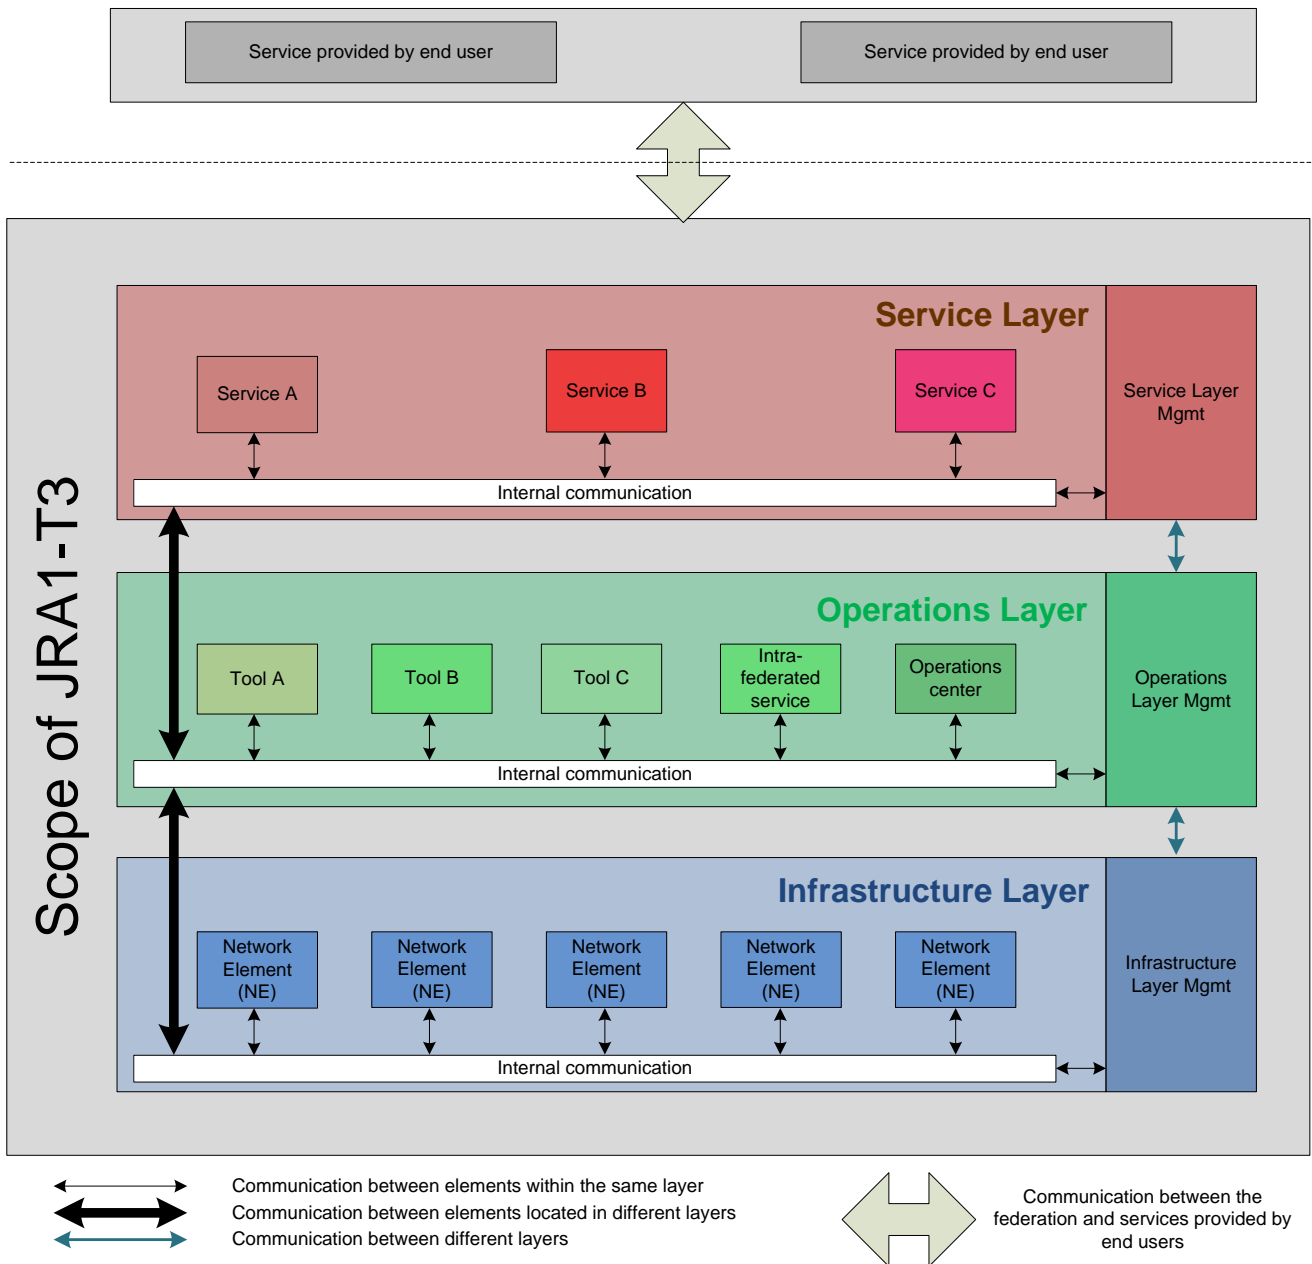 Service provided by end user
Service provided by end user
Scope of JRA1-T3
Service Layer
Service A
Service B
Service C
Service Layer
Mgmt
Internal communication
Operations Layer
Tool A
Tool B
Tool C
Intra-
federated
service
Operations
center
Operations
Layer Mgmt
Internal communication
Infrastructure Layer
Network
Element
(NE)
Network
Element
(NE)
Network
Element
(NE)
Network
Element
(NE)
Network
Element
(NE)
Infrastructure
Layer Mgmt
Internal communication
Communication between elements within the same layer
Communication between elements located in different layers
Communication between different layers
Communication between the
federation and services provided by
end users